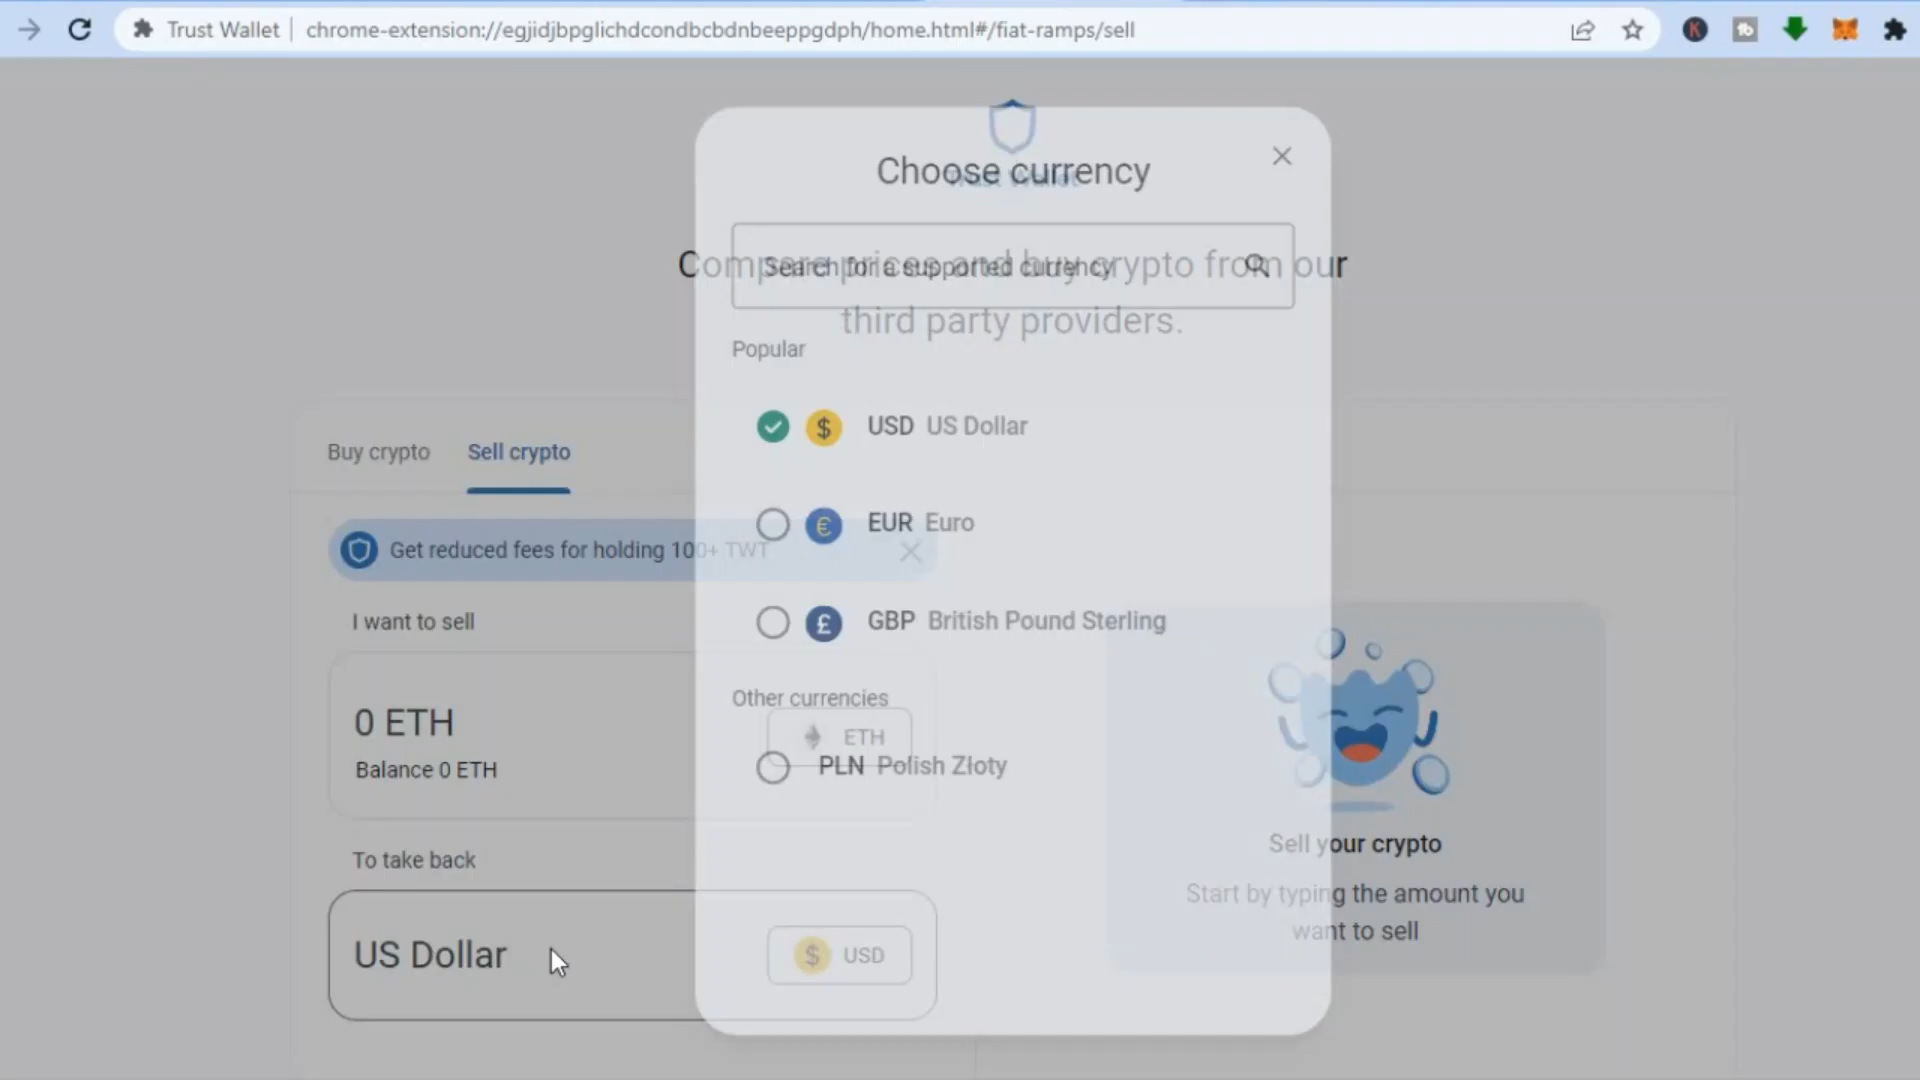 Trust Wallet | chrome-extension://egjidjbpglichdcondbcbdnbeeppgdph/home.html#/fiat-ramps/sell
Trust Wallet
Choose currency
Search for a supported currency
Compare prices and buy crypto from our
third party providers.
Popular
USD US Dollar
EUR Euro
GBP British Pound Sterling
Other currencies
PLN Polish Złoty
Buy crypto Sell crypto
Get reduced fees for holding 100+ TWT
I want to sell
0 ETH
ETH
Balance 0 ETH
To take back
US Dollar
$ USD
Sell your crypto
Start by typing the amount you
want to sell